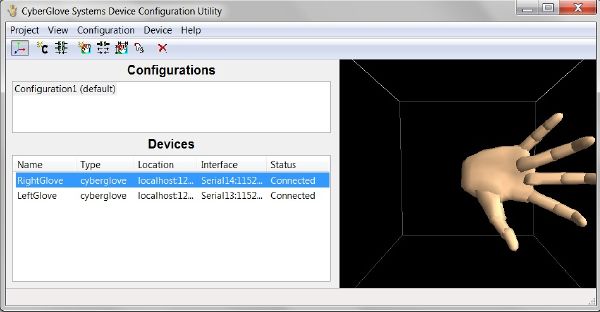 CyberGlove Systems Device Configuration Utility
Project View Configuration Device Help
Configurations
Configuration1 (default)
Devices
Name Type Location Interface Status
RightGlove cyberglove localhost:12... Serial14:1152... Connected
LeftGlove cyberglove localhost:12... Serial13:1152... Connected